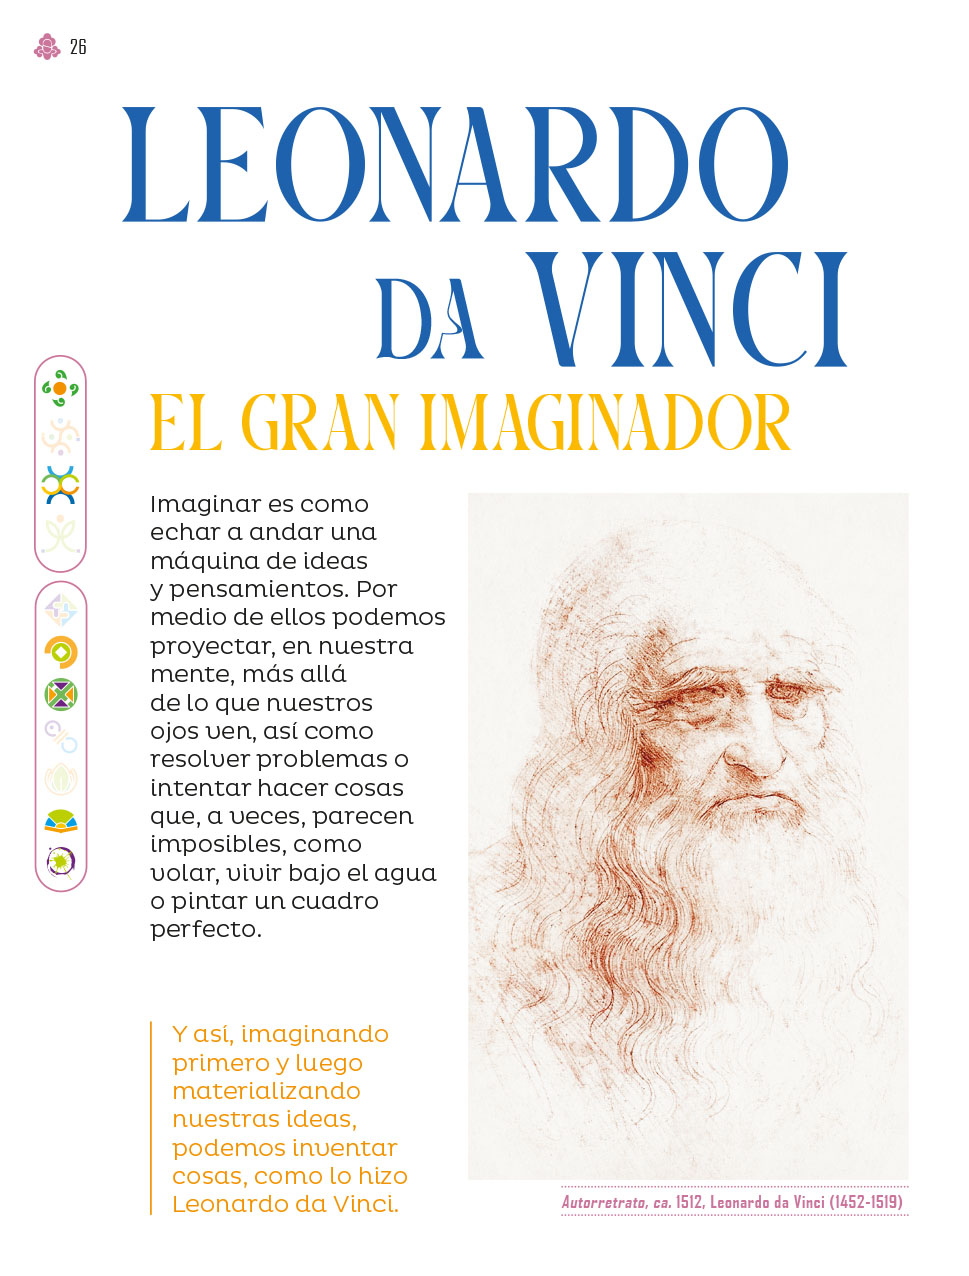 26
LEONARDO
DA VINCI
EL GRAN IMAGINADOR
Imaginar es como
echar a andar una
máquina de ideas
y pensamientos. Por
medio de ellos podemos
proyectar, en nuestra
mente, más allá
de lo que nuestros
ojos ven, así como
resolver problemas o
intentar hacer cosas
que, a veces, parecen
imposibles, como
volar, vivir bajo el agua
o pintar un cuadro
perfecto.
Y así, imaginando
primero y luego
materializando
nuestras ideas,
podemos inventar
cosas, como lo hizo
Leonardo da Vinci.
Autorretrato, ca. 1512, Leonardo da Vinci (1452-1519)